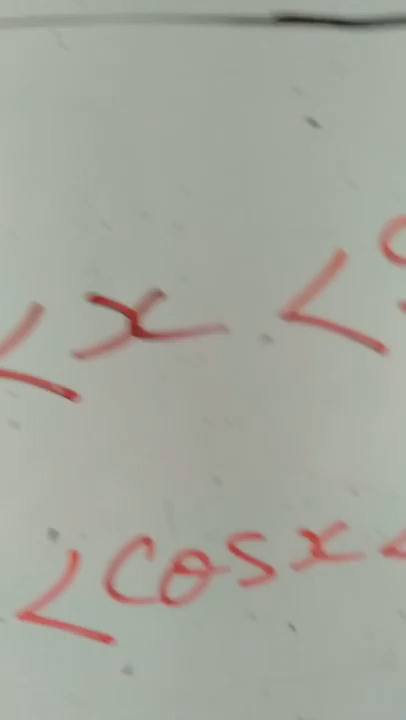 < x <
< cos x <